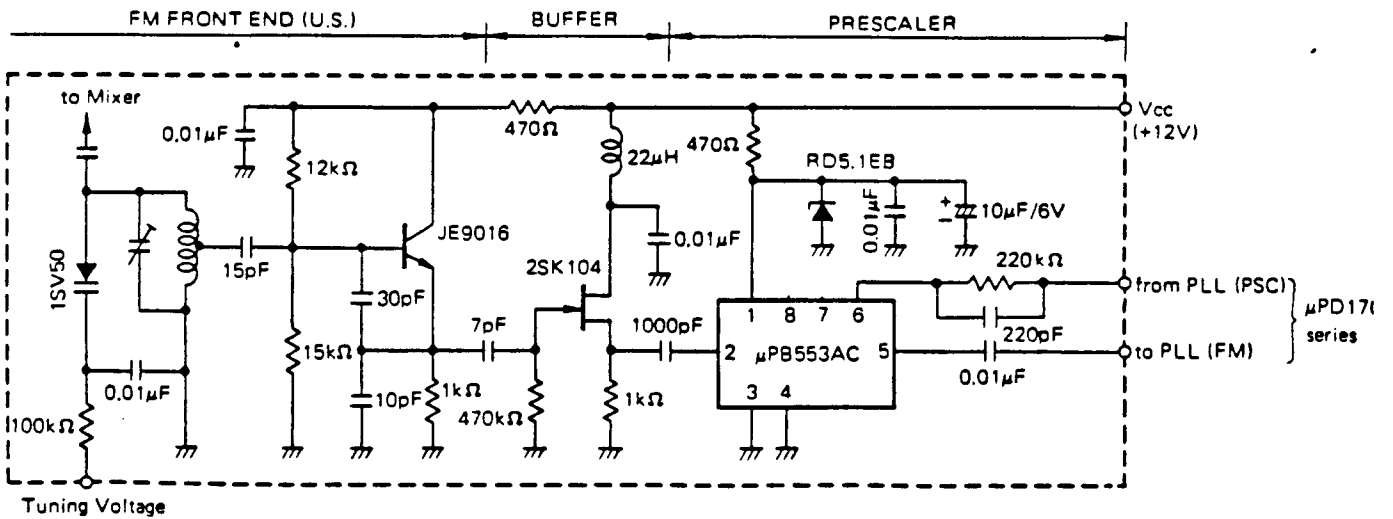 FM FRONT END (U.S.)
BUFFER
PRESCALER
to Mixer
0.01μF
12kΩ
470Ω
22μH
470Ω
RD5.1EB
Vcc
(+12V)
0.01μF
+
−
10μF/6V
JE9016
1SV50
15pF
0.01μF
2SK104
220kΩ
from PLL (PSC)
30pF
7pF
1000pF
1
8
7
6
220pF
μPD170
series
15kΩ
2
μPB553AC
5
to PLL (FM)
0.01μF
0.01μF
10pF
1kΩ
470kΩ
1kΩ
3
4
100kΩ
Tuning Voltage